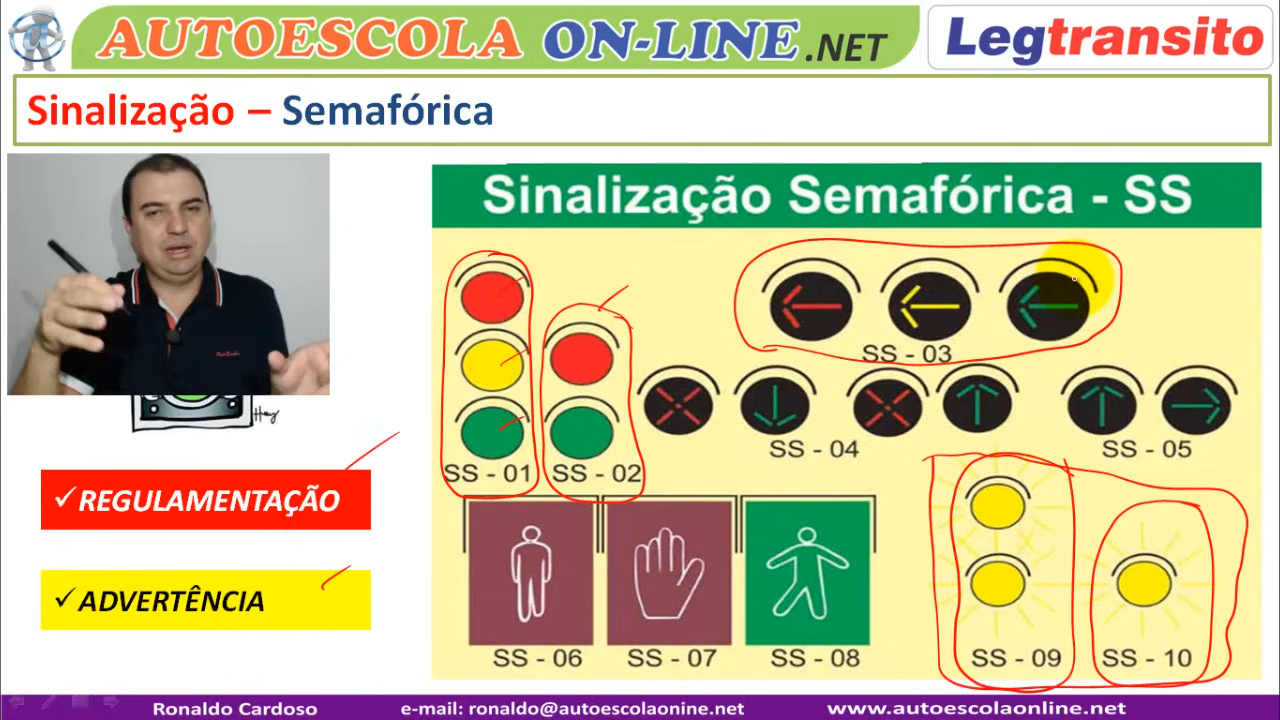 AUTOESCOLA ON-LINE.NET
Legtransito
Sinalização – Semafórica
Sinalização Semafórica - SS
SS - 03
SS - 04
SS - 05
SS - 01
SS - 02
✓REGULAMENTAÇÃO
✓ADVERTÊNCIA
SS - 06
SS - 07
SS - 08
SS - 09
SS - 10
Ronaldo Cardoso
e-mail: ronaldo@autoescolaonine.net
www.autoescolaonline.net